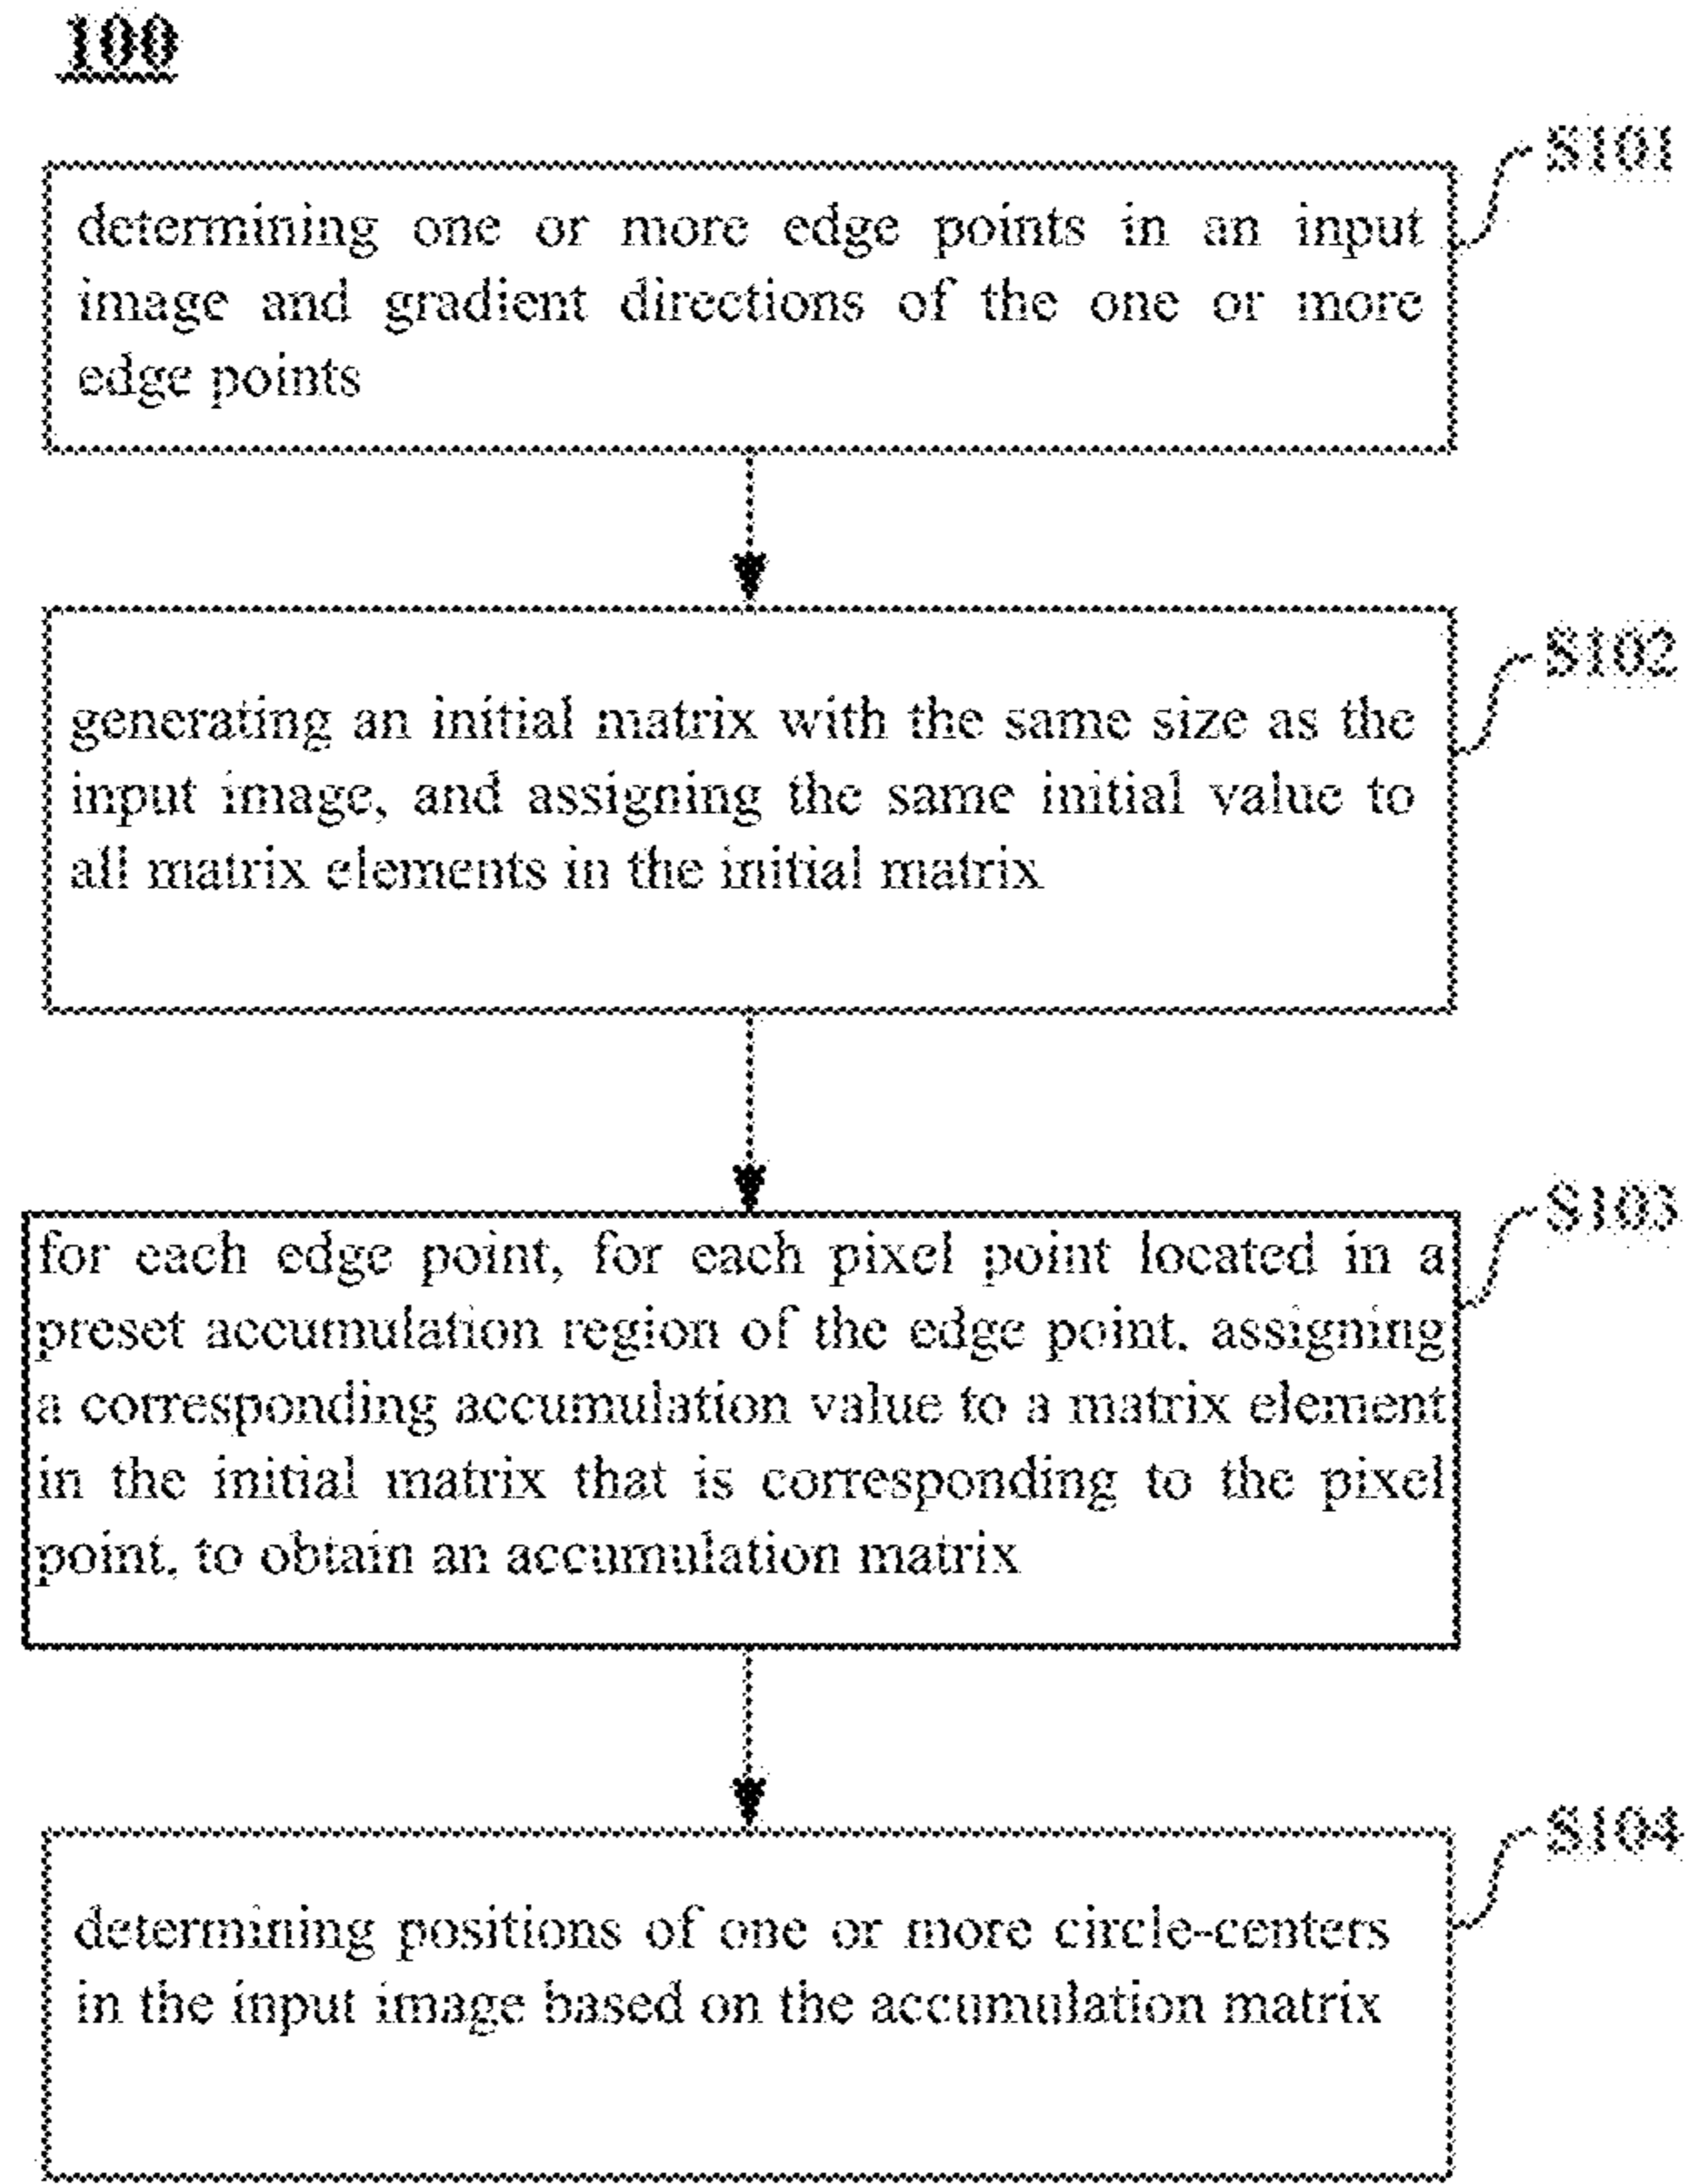 100
S101
determining one or more edge points in an input
image and gradient directions of the one or more
edge points
S102
generating an initial matrix with the same size as the
input image, and assigning the same initial value to
all matrix elements in the initial matrix
S103
for each edge point, for each pixel point located in a
preset accumulation region of the edge point, assigning
a corresponding accumulation value to a matrix element
in the initial matrix that is corresponding to the pixel
point, to obtain an accumulation matrix
S104
determining positions of one or more circle-centers
in the input image based on the accumulation matrix